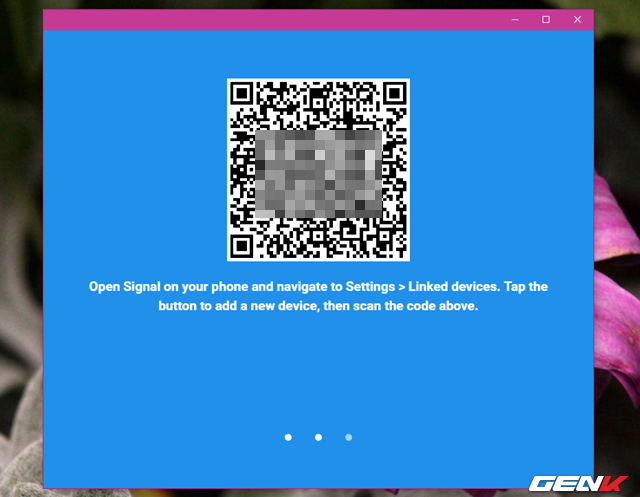 Open Signal on your phone and navigate to Settings > Linked devices. Tap the
button to add a new device, then scan the code above.
GENK